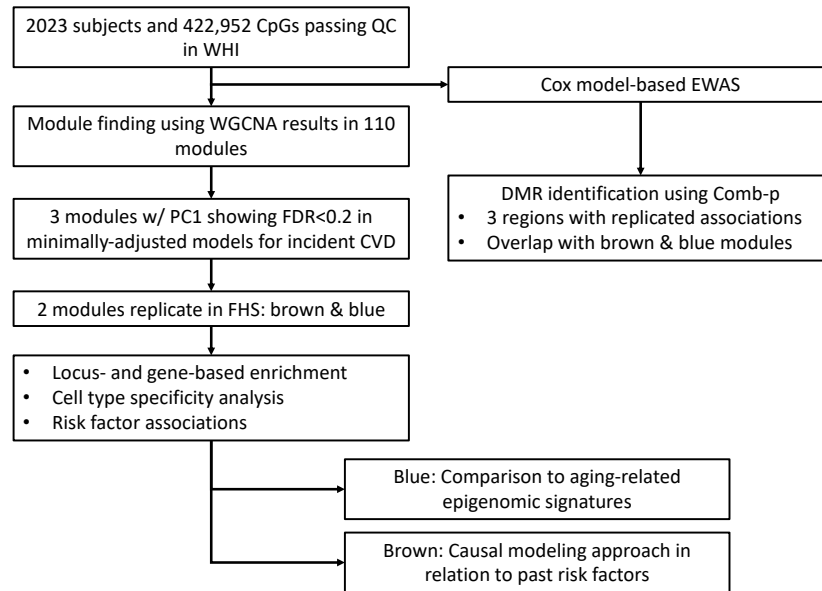 2023 subjects and 422,952 CpGs passing QC
in WHI
Cox model-based EWAS
Module finding using WGCNA results in 110
modules
DMR identification using Comb-p
• 3 regions with replicated associations
• Overlap with brown & blue modules
3 modules w/ PC1 showing FDR<0.2 in
minimally-adjusted models for incident CVD
2 modules replicate in FHS: brown & blue
• Locus- and gene-based enrichment
• Cell type specificity analysis
• Risk factor associations
Blue: Comparison to aging-related
epigenomic signatures
Brown: Causal modeling approach in
relation to past risk factors